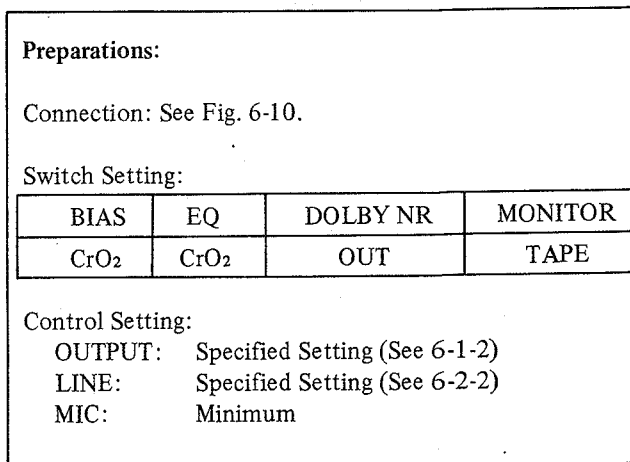 Preparations:
Connection: See Fig. 6-10.
Switch Setting:
BIAS EQ DOLBY NR MONITOR
CrO₂ CrO₂ OUT TAPE
Control Setting:
OUTPUT: Specified Setting (See 6-1-2)
LINE: Specified Setting (See 6-2-2)
MIC: Minimum